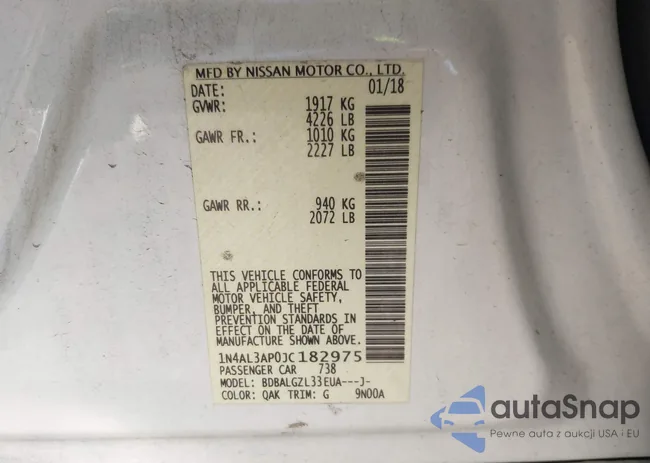 MFD BY NISSAN MOTOR CO., LTD.
DATE: 01/18
GVWR: 1917 KG
4226 LB
GAWR FR.: 1010 KG
2227 LB
GAWR RR.: 940 KG
2072 LB
THIS VEHICLE CONFORMS TO
ALL APPLICABLE FEDERAL
MOTOR VEHICLE SAFETY,
BUMPER, AND THEFT
PREVENTION STANDARDS IN
EFFECT ON THE DATE OF
MANUFACTURE SHOWN ABOVE.
1N4AL3AP0JC182975
PASSENGER CAR 738
MODEL: BDBALGZL33EUA---J-
COLOR: QAK TRIM: G 9N00A
autoSnap
Pewne auta z aukcji USA i EU